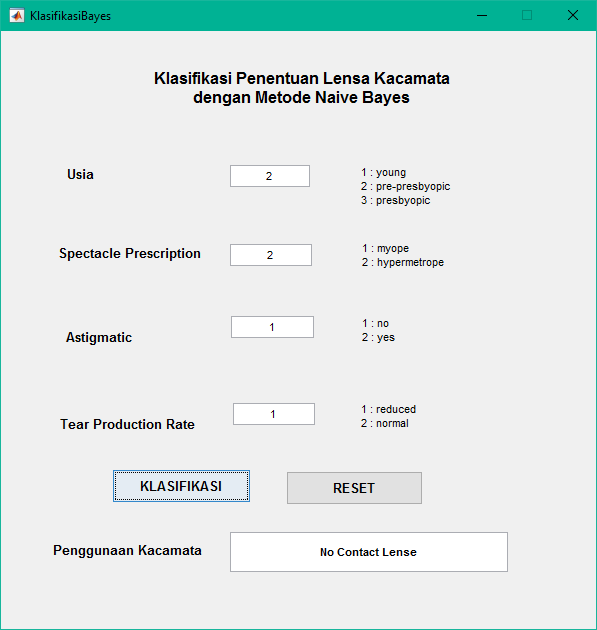 KlasifikasiBayes
Klasifikasi Penentuan Lensa Kacamata
dengan Metode Naive Bayes
Usia
2
1 : young
2 : pre-presbyopic
3 : presbyopic
Spectacle Prescription
2
1 : myope
2 : hypermetrope
Astigmatic
1
1 : no
2 : yes
Tear Production Rate
1
1 : reduced
2 : normal
KLASIFIKASI
RESET
Penggunaan Kacamata
No Contact Lense